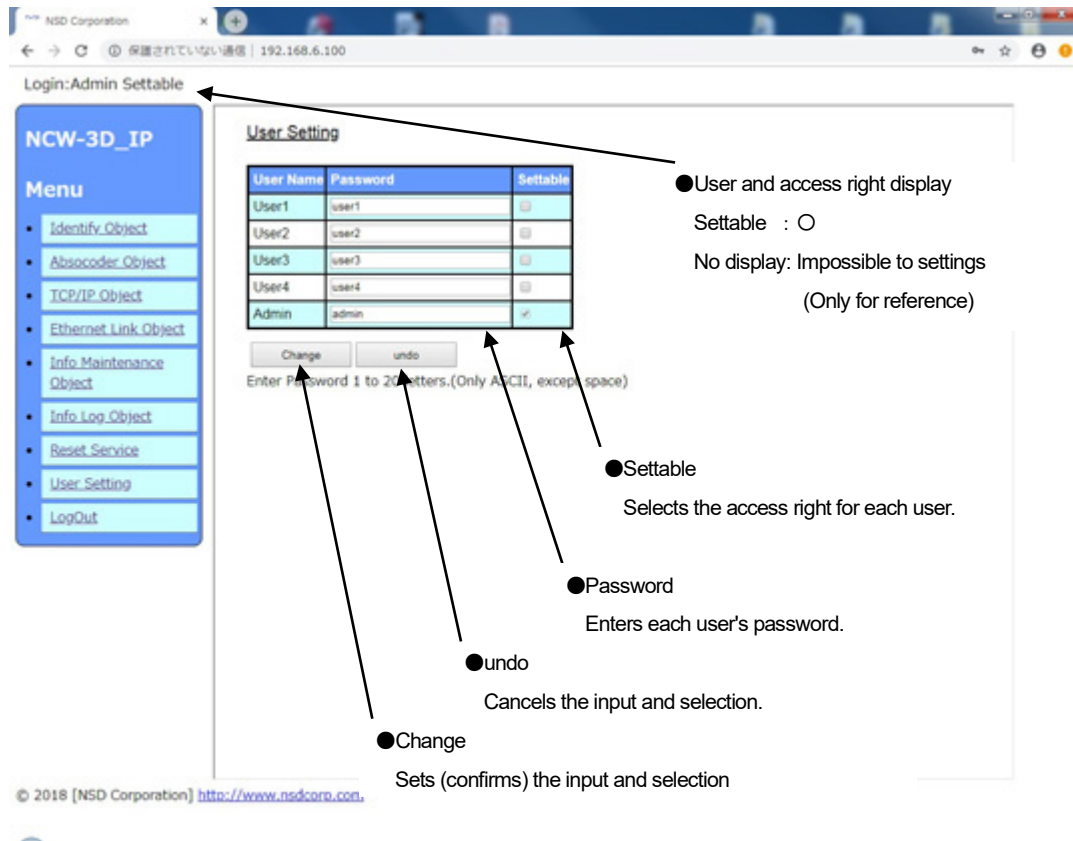 NSD Corporation
保護されていない通信 | 192.168.6.100
Login:Admin Settable
NCW-3D_IP
Menu
Identify Object
Absocoder Object
TCP/IP Object
Ethernet Link Object
Info Maintenance
Object
Info Log Object
Reset Service
User Setting
LogOut
User Setting
User Name Password Settable
User1 user1
User2 user2
User3 user3
User4 user4
Admin admin
Change undo
Enter Password 1 to 20 letters.(Only ASCII, except space)
●User and access right display
Settable : ○
No display: Impossible to settings
(Only for reference)
●Settable
Selects the access right for each user.
●Password
Enters each user's password.
●undo
Cancels the input and selection.
●Change
Sets (confirms) the input and selection
© 2018 [NSD Corporation] http://www.nsdcorp.com.